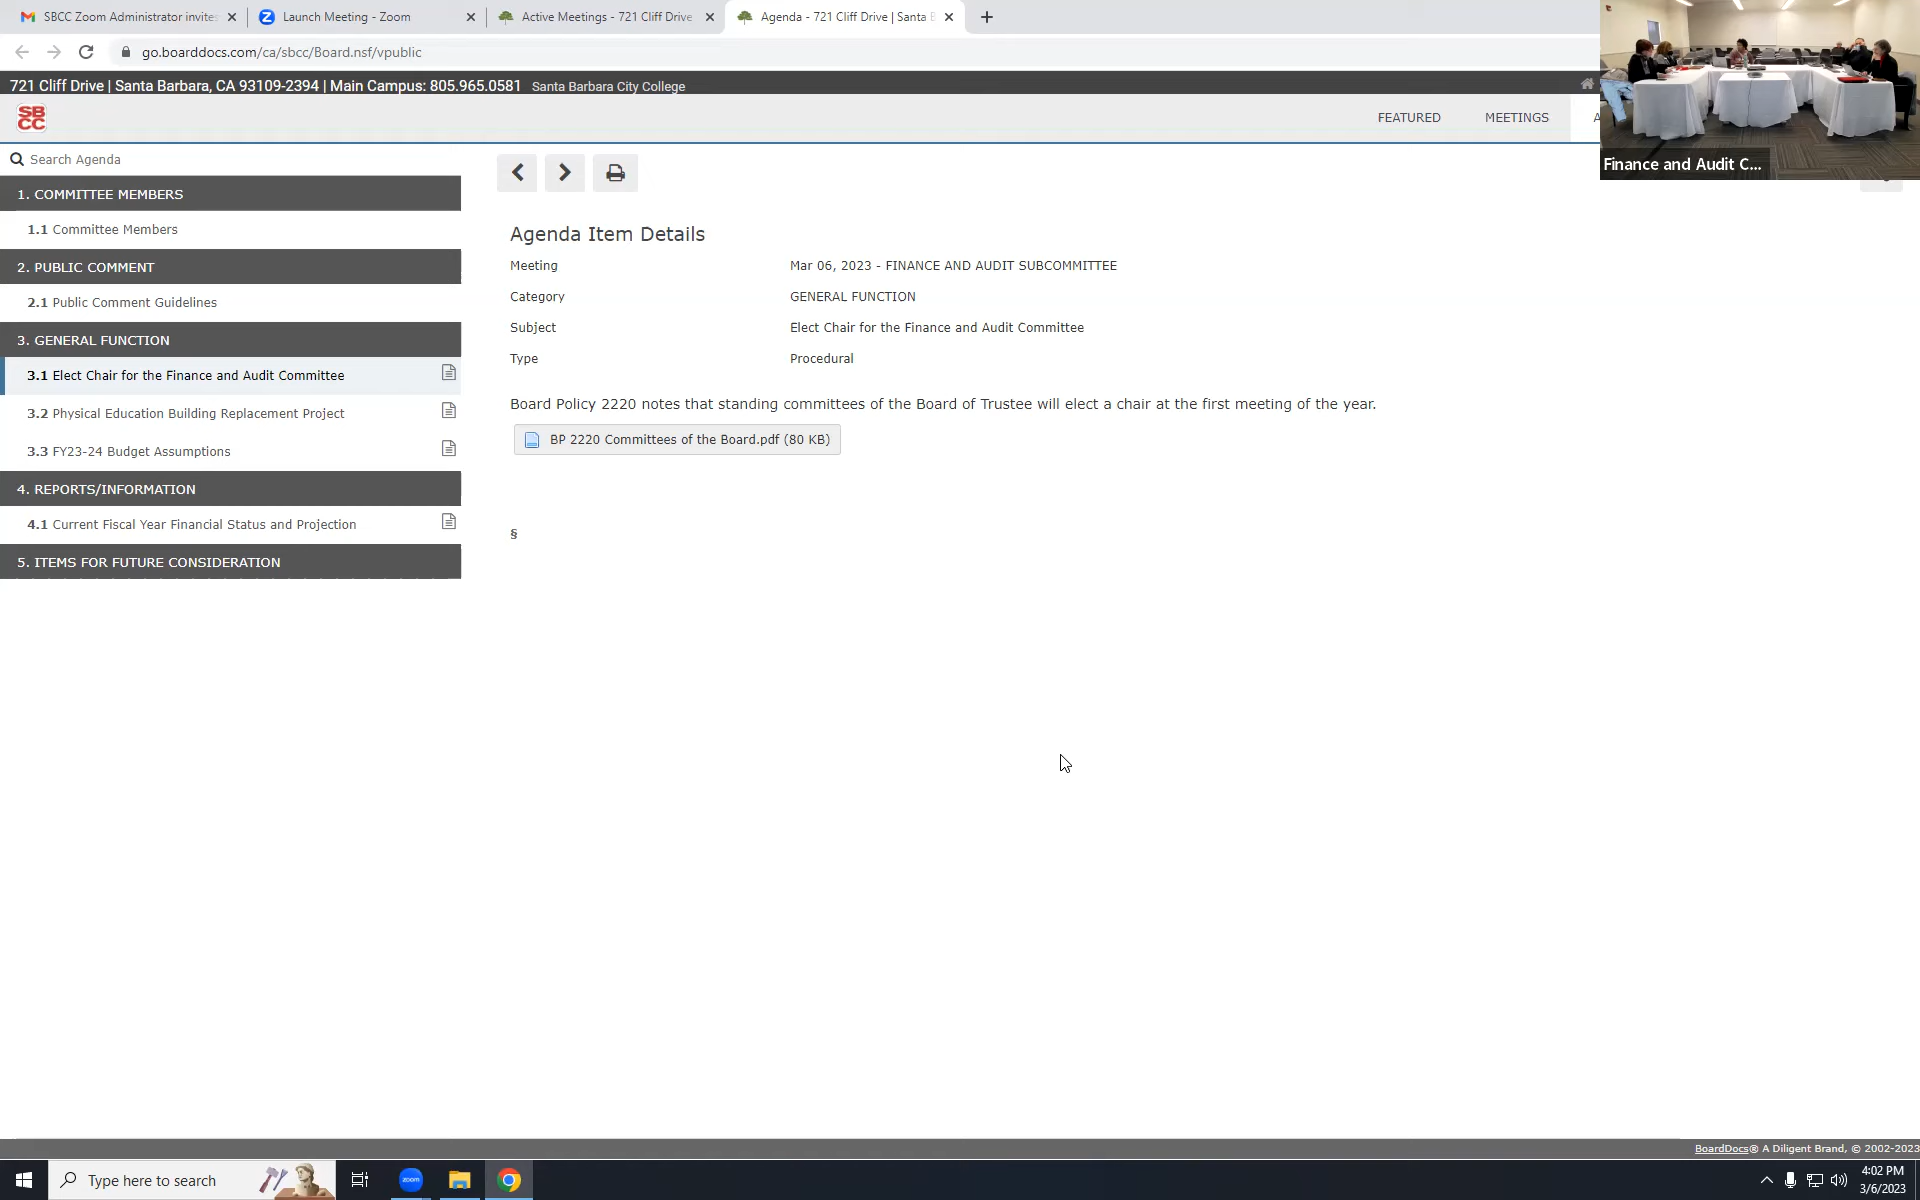 SBCC Zoom Administrator invites
Launch Meeting - Zoom
Active Meetings - 721 Cliff Drive
Agenda - 721 Cliff Drive | Santa B
go.boarddocs.com/ca/sbcc/Board.nsf/vpublic
721 Cliff Drive | Santa Barbara, CA 93109-2394 | Main Campus: 805.965.0581 Santa Barbara City College
SB
CC
FEATURED
MEETINGS
A
Finance and Audit C...
Search Agenda
1. COMMITTEE MEMBERS
1.1 Committee Members
2. PUBLIC COMMENT
2.1 Public Comment Guidelines
3. GENERAL FUNCTION
3.1 Elect Chair for the Finance and Audit Committee
3.2 Physical Education Building Replacement Project
3.3 FY23-24 Budget Assumptions
4. REPORTS/INFORMATION
4.1 Current Fiscal Year Financial Status and Projection
5. ITEMS FOR FUTURE CONSIDERATION
Agenda Item Details
Meeting Mar 06, 2023 - FINANCE AND AUDIT SUBCOMMITTEE
Category GENERAL FUNCTION
Subject Elect Chair for the Finance and Audit Committee
Type Procedural
Board Policy 2220 notes that standing committees of the Board of Trustee will elect a chair at the first meeting of the year.
BP 2220 Committees of the Board.pdf (80 KB)
§
BoardDocs® A Diligent Brand, © 2002-2023
Type here to search
zoom
4:02 PM
3/6/2023